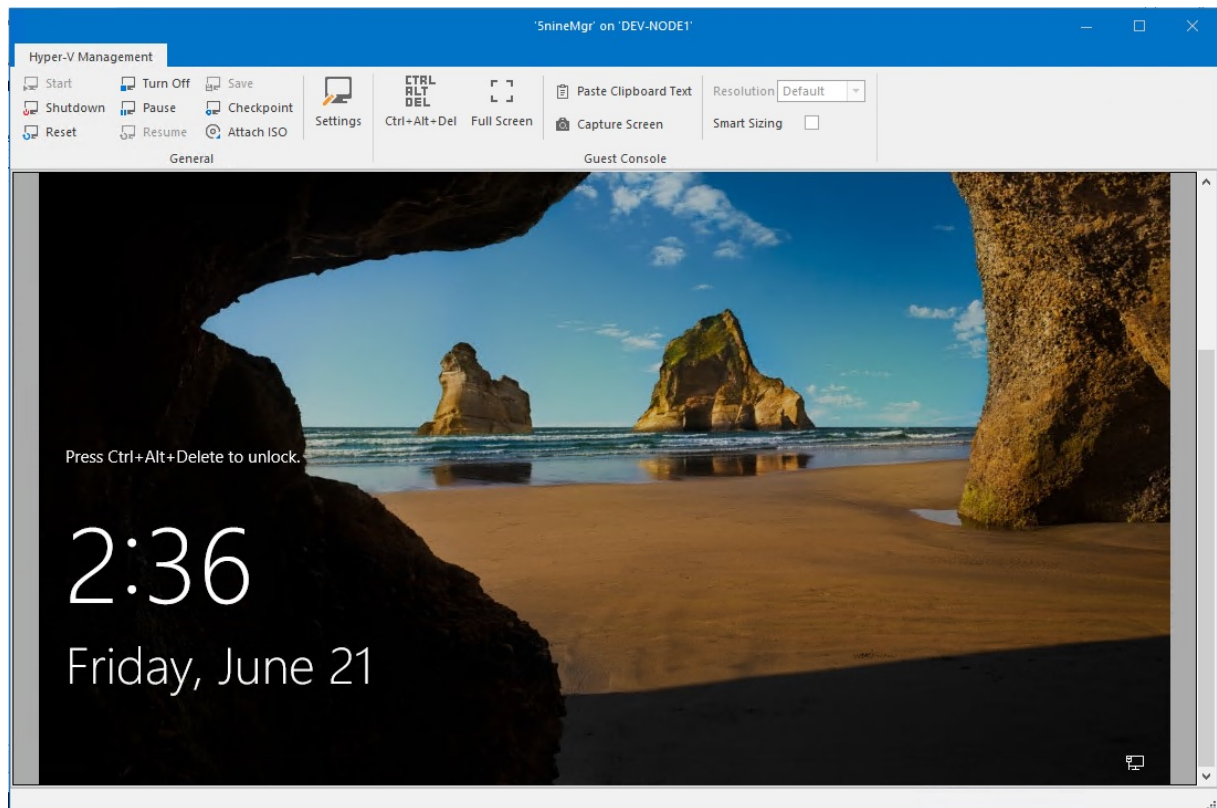 '5nineMgr' on 'DEV-NODE1'
Hyper-V Management
Start
Turn Off
Save
Shutdown
Pause
Checkpoint
Reset
Resume
Attach ISO
Settings
General
CTRL
ALT
DEL
Ctrl+Alt+Del
Full Screen
Paste Clipboard Text
Capture Screen
Guest Console
Resolution Default
Smart Sizing
Press Ctrl+Alt+Delete to unlock.
2:36
Friday, June 21